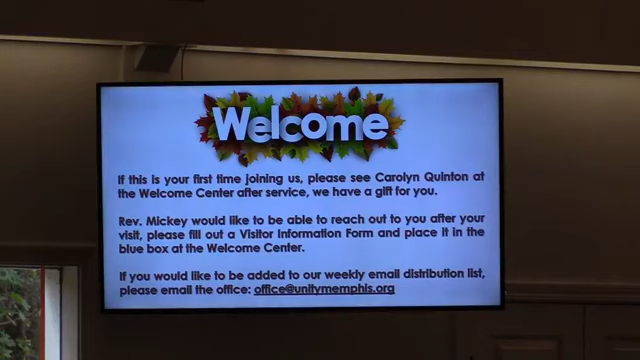 Welcome
If this is your first time joining us, please see Carolyn Quinton at
the Welcome Center after service, we have a gift for you.
Rev. Mickey would like to be able to reach out to you after your
visit, please fill out a Visitor Information Form and place it in the
blue box at the Welcome Center.
If you would like to be added to our weekly email distribution list,
please email the office: office@unitymemphis.org